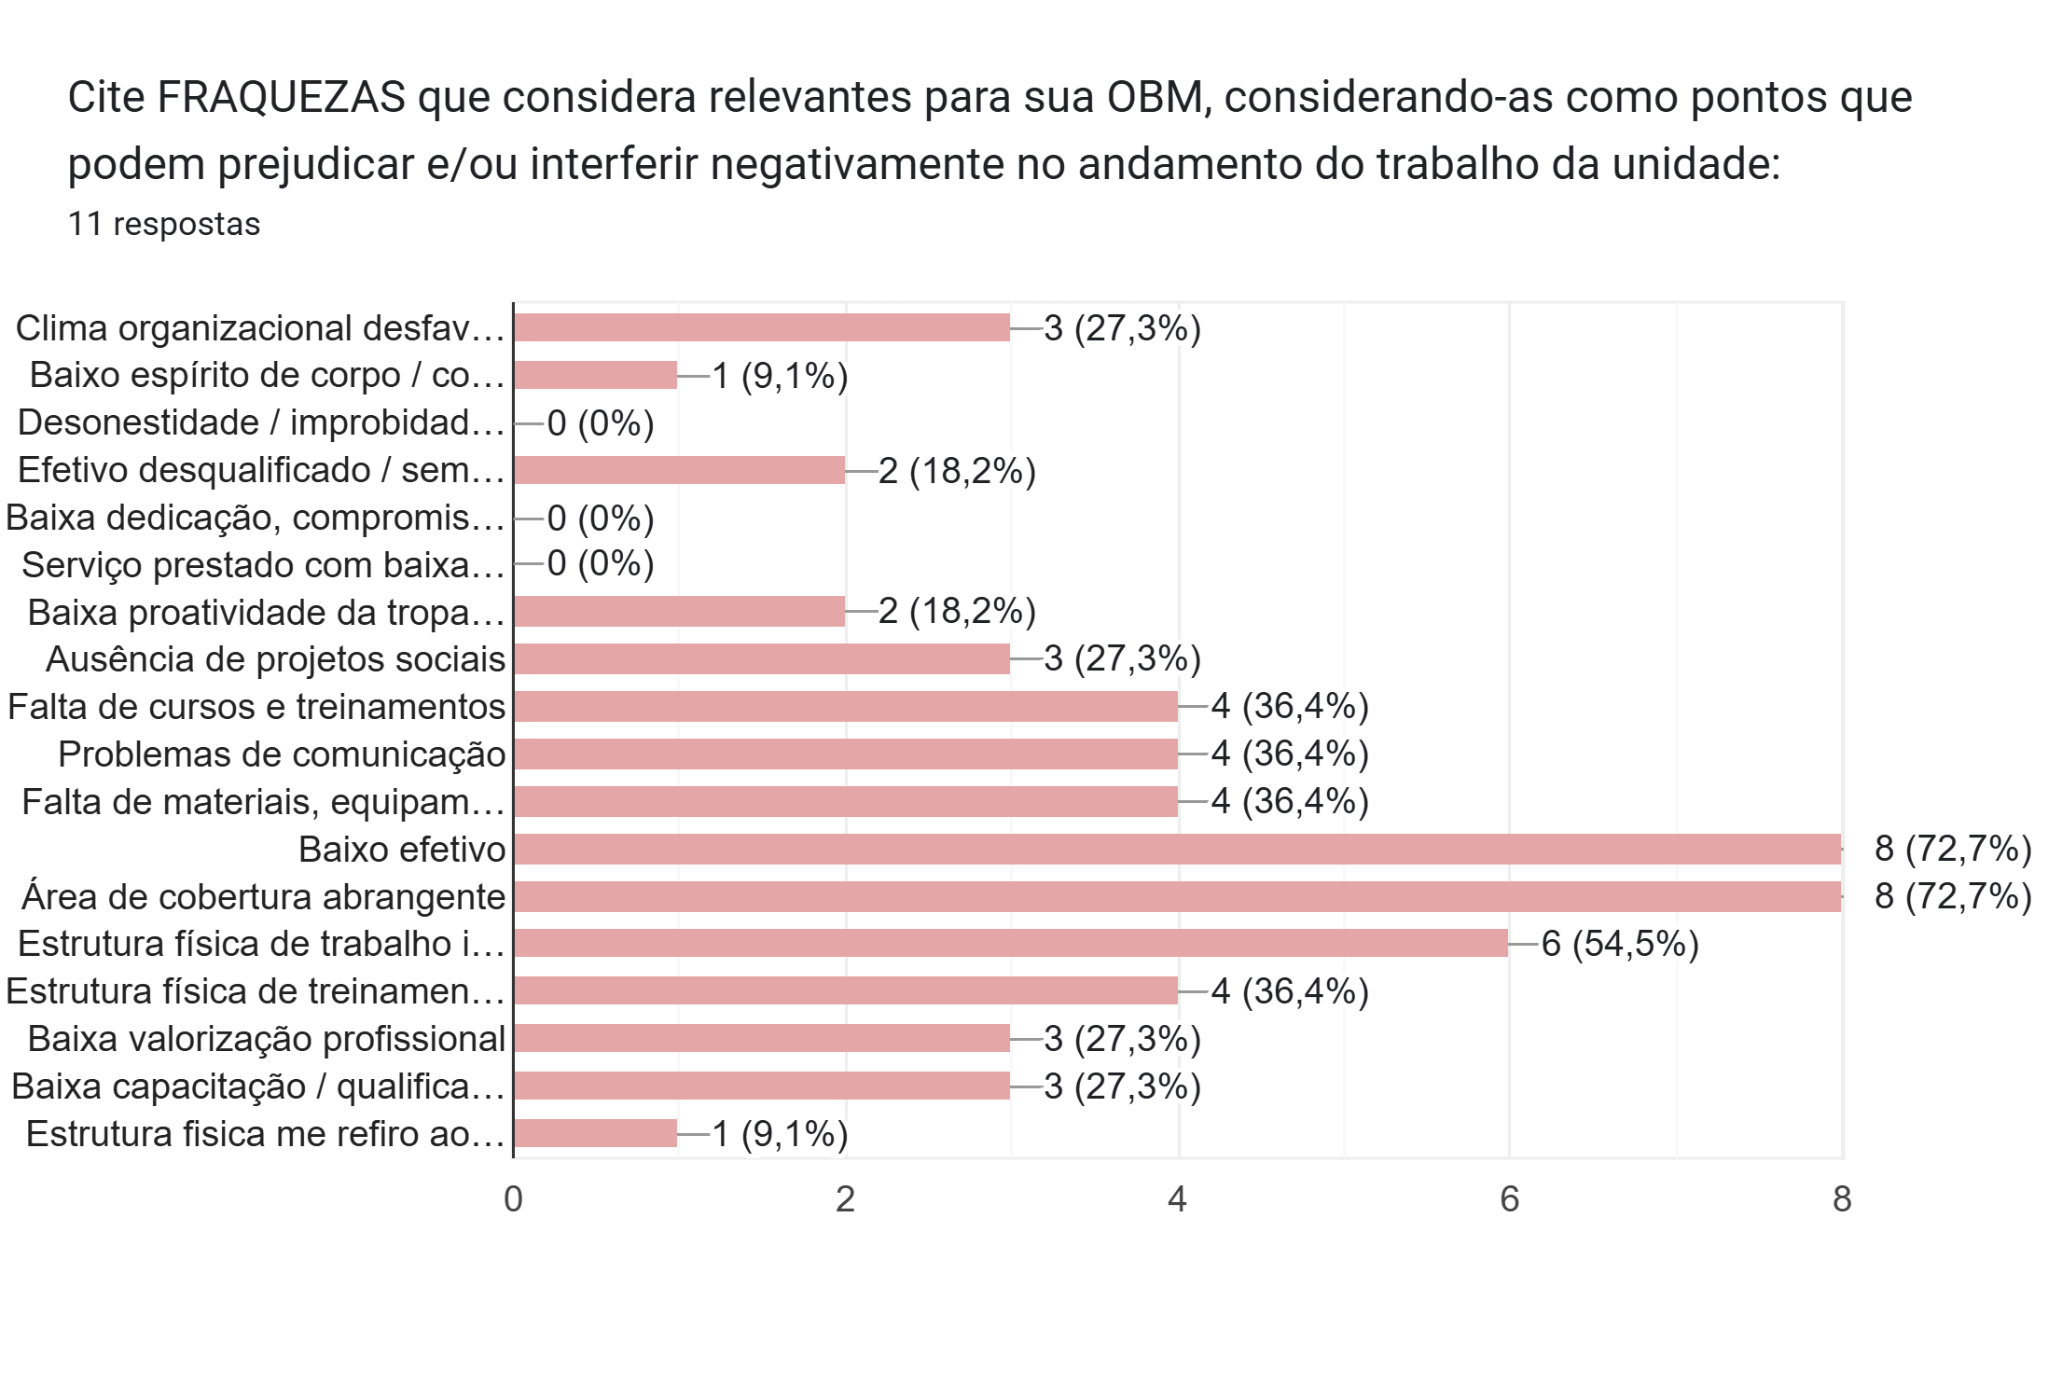 Cite FRAQUEZAS que considera relevantes para sua OBM, considerando-as como pontos que
podem prejudicar e/ou interferir negativamente no andamento do trabalho da unidade:
11 respostas
Clima organizacional desfav… 3 (27,3%)
Baixo espírito de corpo / co… 1 (9,1%)
Desonestidade / improbidad… 0 (0%)
Efetivo desqualificado / sem… 2 (18,2%)
Baixa dedicação, compromis… 0 (0%)
Serviço prestado com baixa… 0 (0%)
Baixa proatividade da tropa… 2 (18,2%)
Ausência de projetos sociais 3 (27,3%)
Falta de cursos e treinamentos 4 (36,4%)
Problemas de comunicação 4 (36,4%)
Falta de materiais, equipam… 4 (36,4%)
Baixo efetivo 8 (72,7%)
Área de cobertura abrangente 8 (72,7%)
Estrutura física de trabalho i… 6 (54,5%)
Estrutura física de treinamen… 4 (36,4%)
Baixa valorização profissional 3 (27,3%)
Baixa capacitação / qualifica… 3 (27,3%)
Estrutura fisica me refiro ao… 1 (9,1%)
0 2 4 6 8